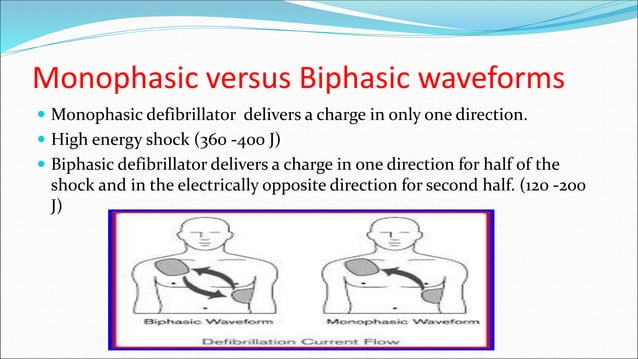 Monophasic versus Biphasic waveforms
Monophasic defibrillator  delivers a charge in only one direction.
High energy shock (360 -400 J)
Biphasic defibrillator delivers a charge in one direction for half of the
shock and in the electrically opposite direction for second half. (120 -200
J)
Biphasic Waveform
Monophasic Waveform
Defibrillation Current Flow